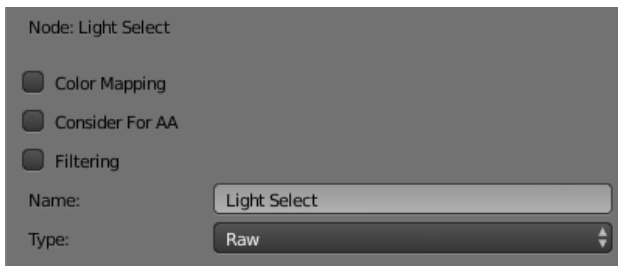 Node: Light Select
Color Mapping
Consider For AA
Filtering
Name: Light Select
Type: Raw